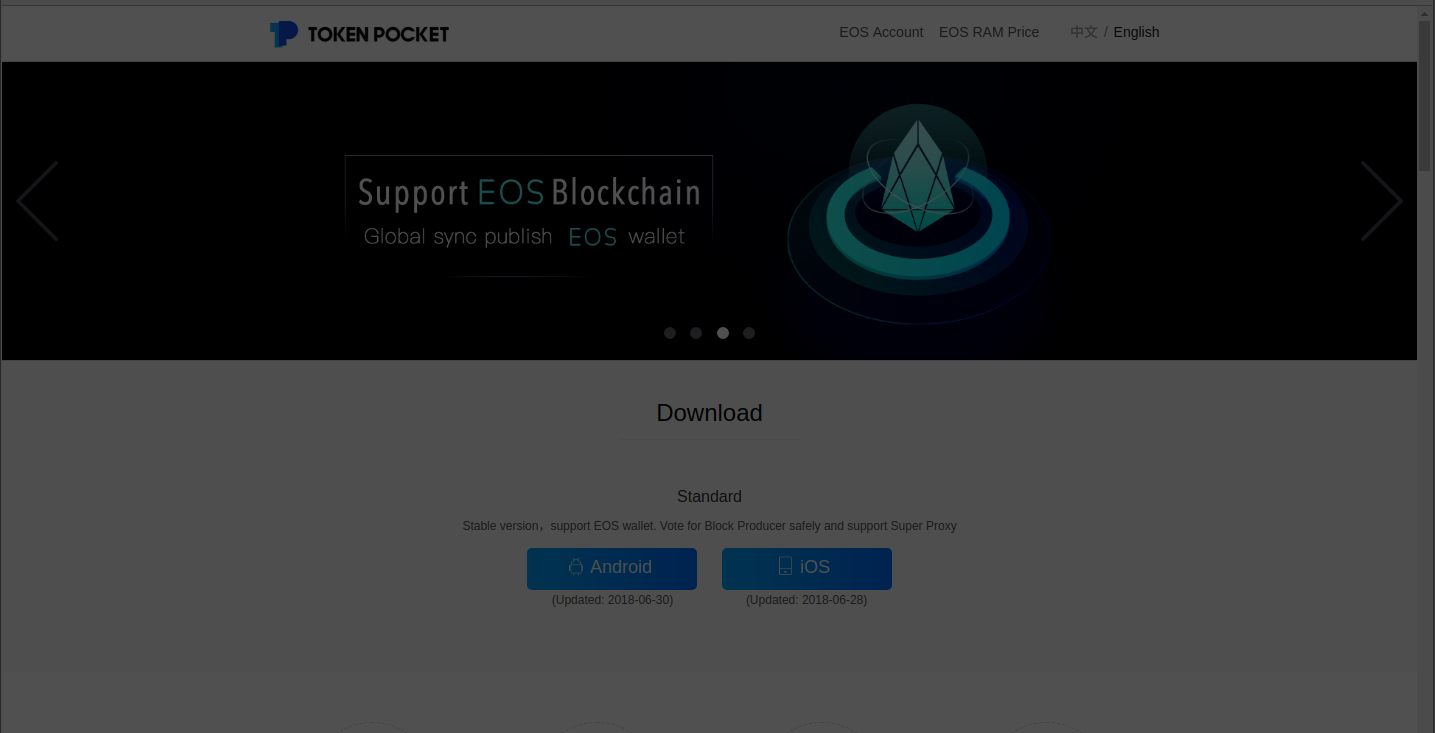 TOKEN POCKET
EOS Account EOS RAM Price 中文 / English
Support EOS Blockchain
Global sync publish EOS wallet
Download
Standard
Stable version，support EOS wallet. Vote for Block Producer safely and support Super Proxy
Android iOS
(Updated: 2018-06-30) (Updated: 2018-06-28)